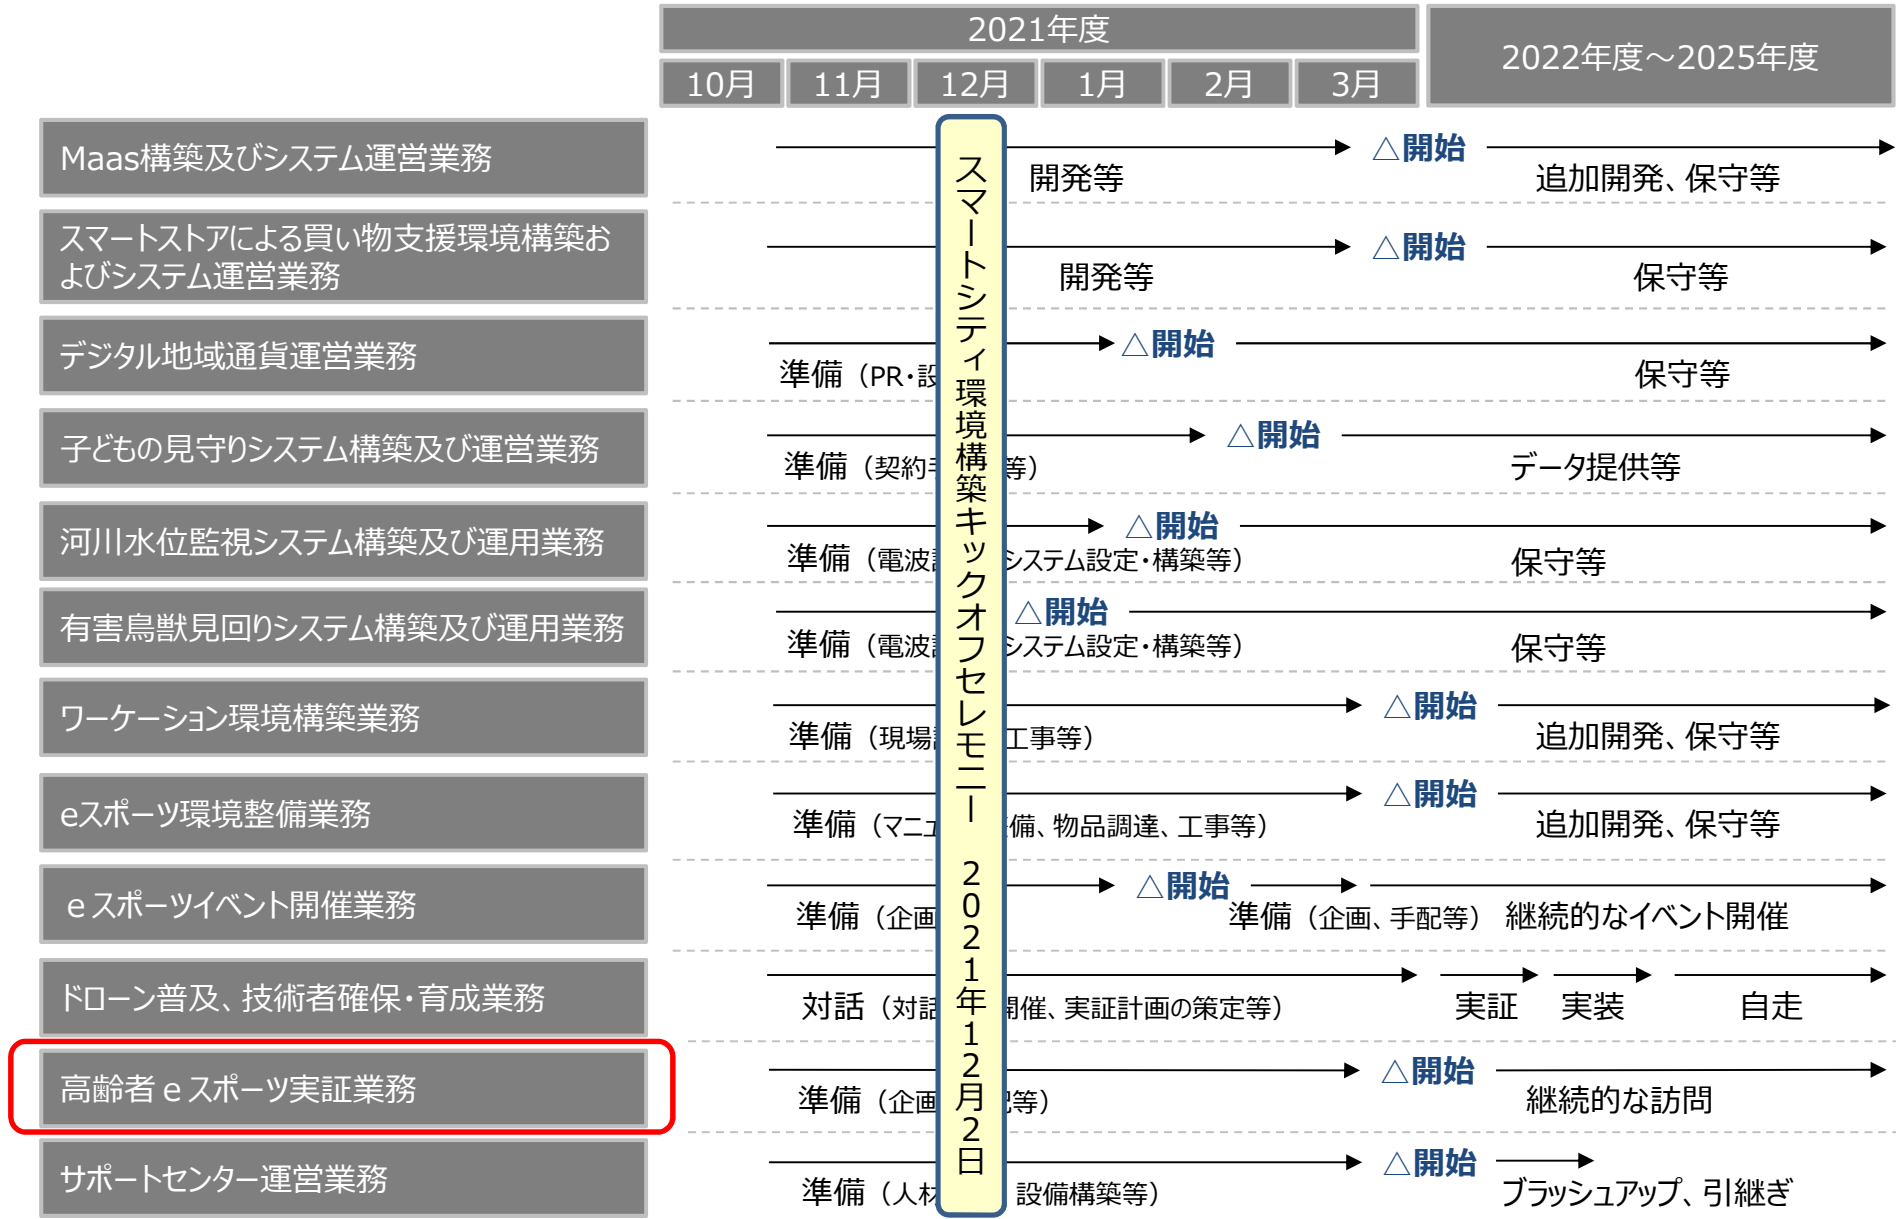 2021年度
2022年度～2025年度
10月
11月
12月
1月
2月
3月
スマートシティ環境構築キックオフセレモニー　2021年12月2日
Maas構築及びシステム運営業務
△開始
開発等
追加開発、保守等
スマートストアによる買い物支援環境構築お
よびシステム運営業務
△開始
開発等
保守等
デジタル地域通貨運営業務
△開始
準備（PR・設
保守等
子どもの見守りシステム構築及び運営業務
△開始
準備（契約 等）
データ提供等
河川水位監視システム構築及び運用業務
△開始
準備（電波 システム設定・構築等）
保守等
有害鳥獣見回りシステム構築及び運用業務
△開始
準備（電波 システム設定・構築等）
保守等
ワーケーション環境構築業務
△開始
準備（現場 工事等）
追加開発、保守等
eスポーツ環境整備業務
△開始
準備（マニュ 備、物品調達、工事等）
追加開発、保守等
eスポーツイベント開催業務
△開始
準備（企画
準備（企画、手配等）
継続的なイベント開催
ドローン普及、技術者確保・育成業務
対話（対話 開催、実証計画の策定等）
実証
実装
自走
高齢者eスポーツ実証業務
△開始
準備（企画 等）
継続的な訪問
サポートセンター運営業務
△開始
準備（人材 設備構築等）
ブラッシュアップ、引継ぎ